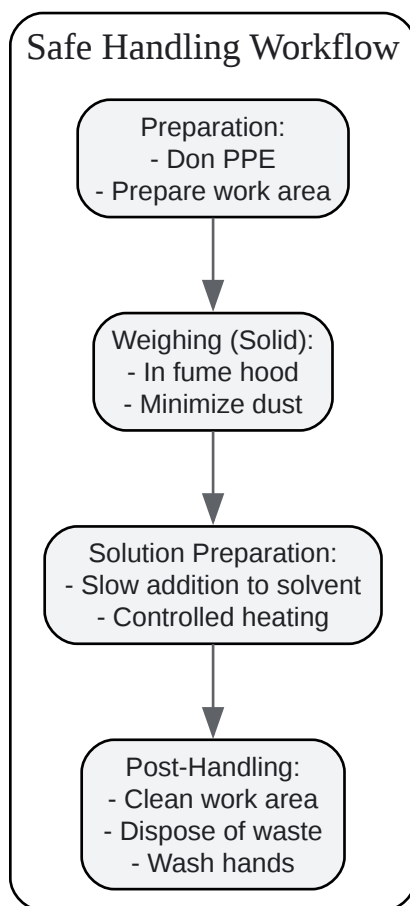 Safe Handling Workflow
Preparation:
- Don PPE
- Prepare work area
Weighing (Solid):
- In fume hood
- Minimize dust
Solution Preparation:
- Slow addition to solvent
- Controlled heating
Post-Handling:
- Clean work area
- Dispose of waste
- Wash hands